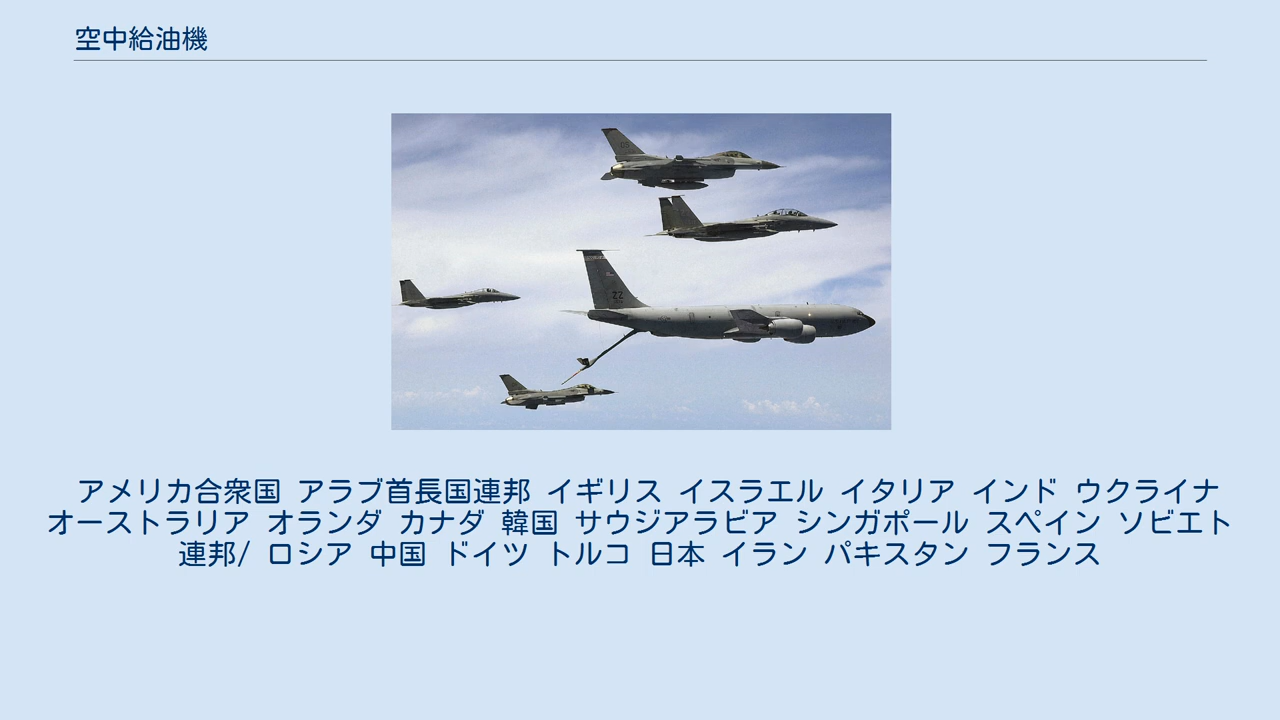 空中給油機
ZZ
アメリカ合衆国 アラブ首長国連邦 イギリス イスラエル イタリア インド ウクライナ
オーストラリア オランダ カナダ 韓国 サウジアラビア シンガポール スペイン ソビエト
連邦/ ロシア 中国 ドイツ トルコ 日本 イラン パキスタン フランス